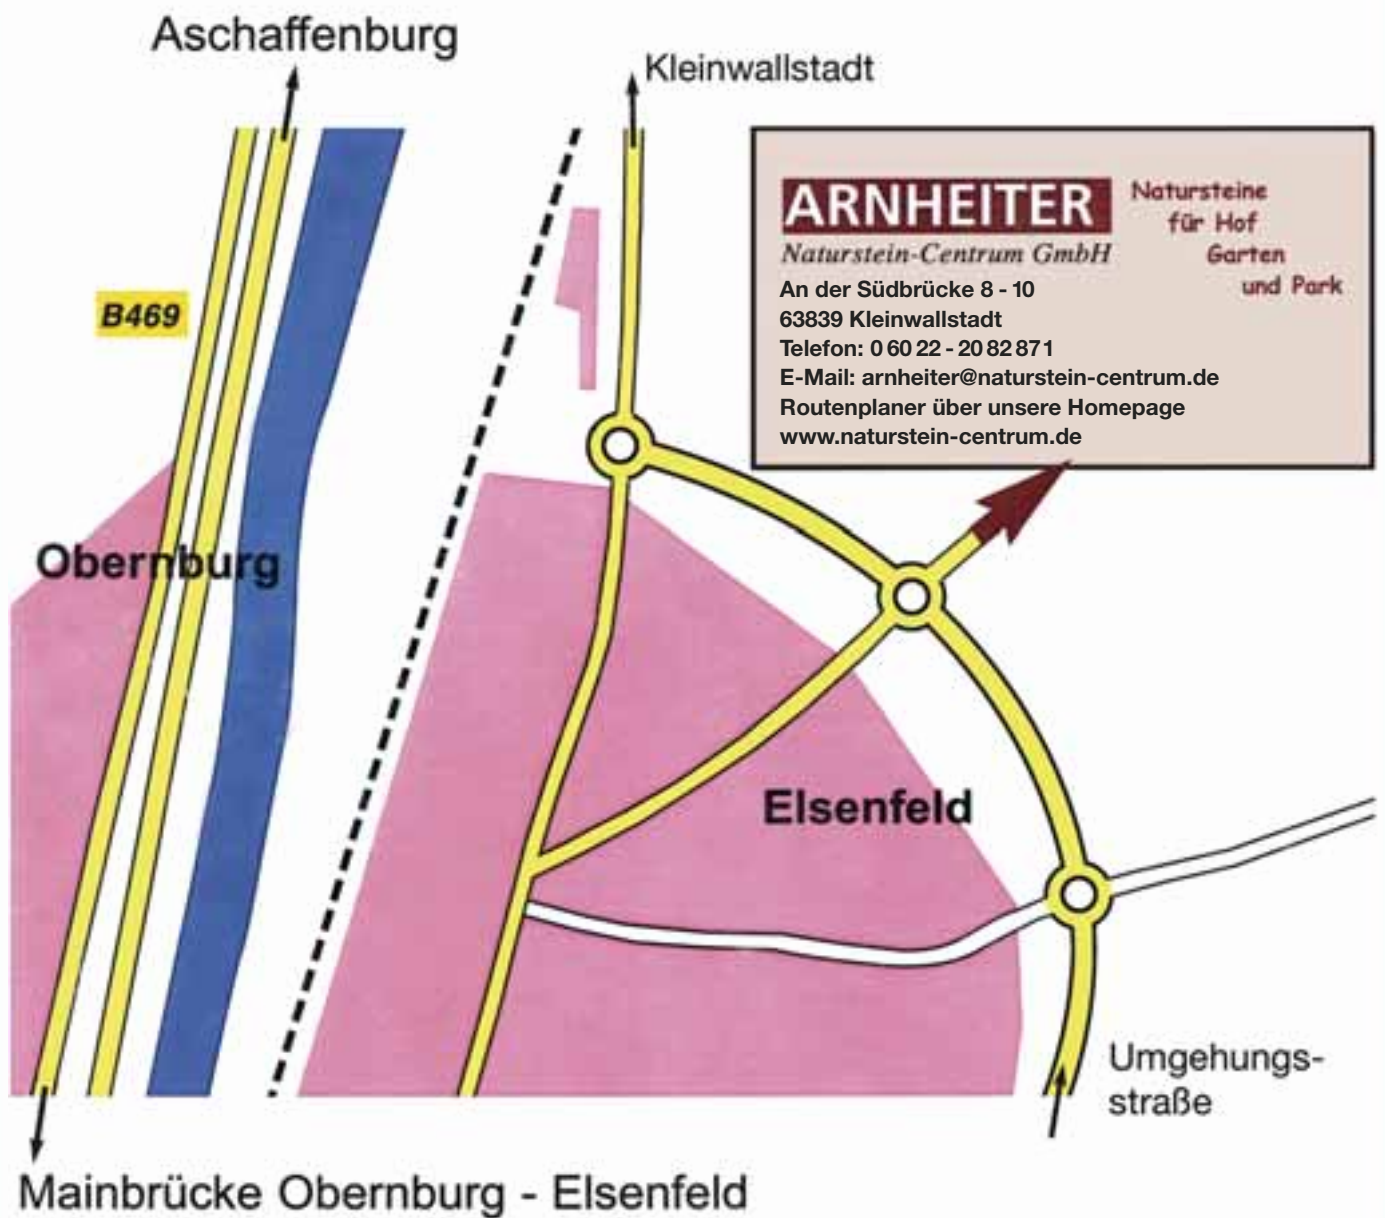 Aschaffenburg
Kleinwallstadt
ARNHEITER
Naturstein-Centrum GmbH
Natursteine
für Hof
Garten
und Park
An der Südbrücke 8 - 10
63839 Kleinwallstadt
Telefon: 0 60 22 - 20 82 871
E-Mail: arnheiter@naturstein-centrum.de
Routenplaner über unsere Homepage
www.naturstein-centrum.de
B469
Obernburg
Elsenfeld
Umgehungs-
straße
Mainbrücke Obernburg - Elsenfeld